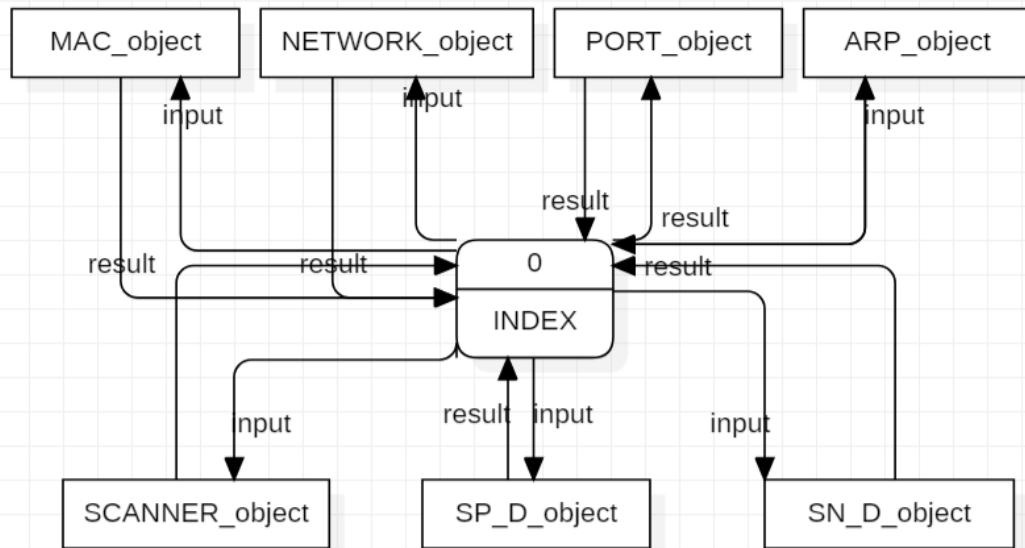 MAC_object
NETWORK_object
PORT_object
ARP_object
input
input
input
result
result
result
result
result
0
INDEX
input
result
input
input
SCANNER_object
SP_D_object
SN_D_object